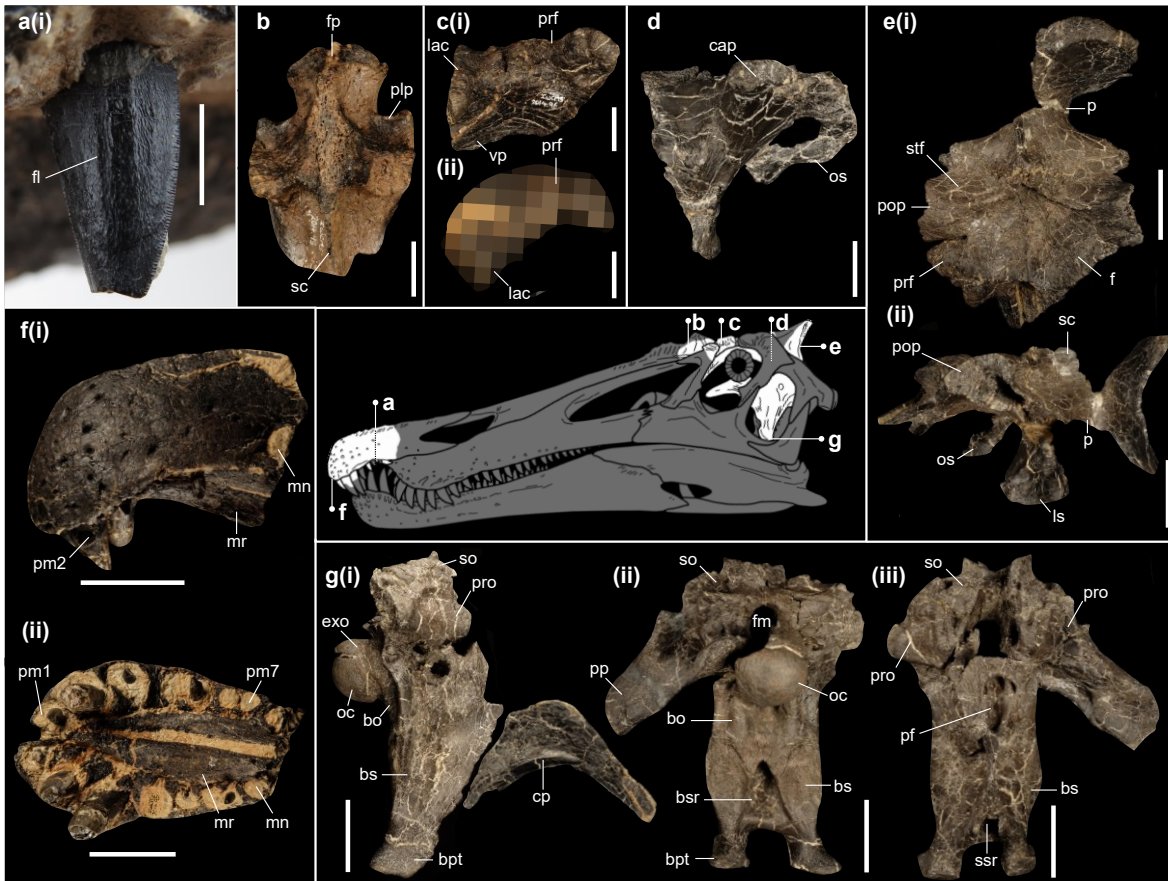 a(i)
fl
b
fp
plp
sc
c(i)
prf
lac
vp
(ii)
prf
lac
d
cap
os
e(i)
p
stf
pop
prf
f
(ii)
sc
pop
p
os
ls
f(i)
mn
mr
pm2
(ii)
pm1
pm7
mr
mn
a
b
c
d
e
f
g
g(i)
so
pro
exo
oc
bo
bs
cp
bpt
(ii)
so
fm
pp
oc
bo
bs
bsr
bpt
(iii)
so
pro
pro
pf
bs
ssr